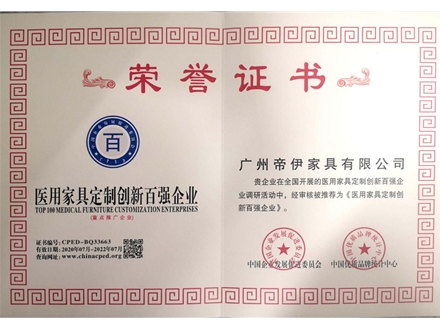 荣誉证书
百
医用家具定制创新百强企业
TOP 100 MEDICAL FURNITURE CUSTOMIZATION ENTERPRISES
(重点推广企业)
证书编号:CPED-BQ33663
有效日期:2020年07月-2022年07月
查询网址:www.chinacped.org
广州帝伊家具有限公司
贵企业在全国开展的医用家具定制创新百强企
业调研活动中,经审核被推荐为《医用家具定制创
新百强企业》。
中国企业发展促进委员会
中国优质品牌统计中心